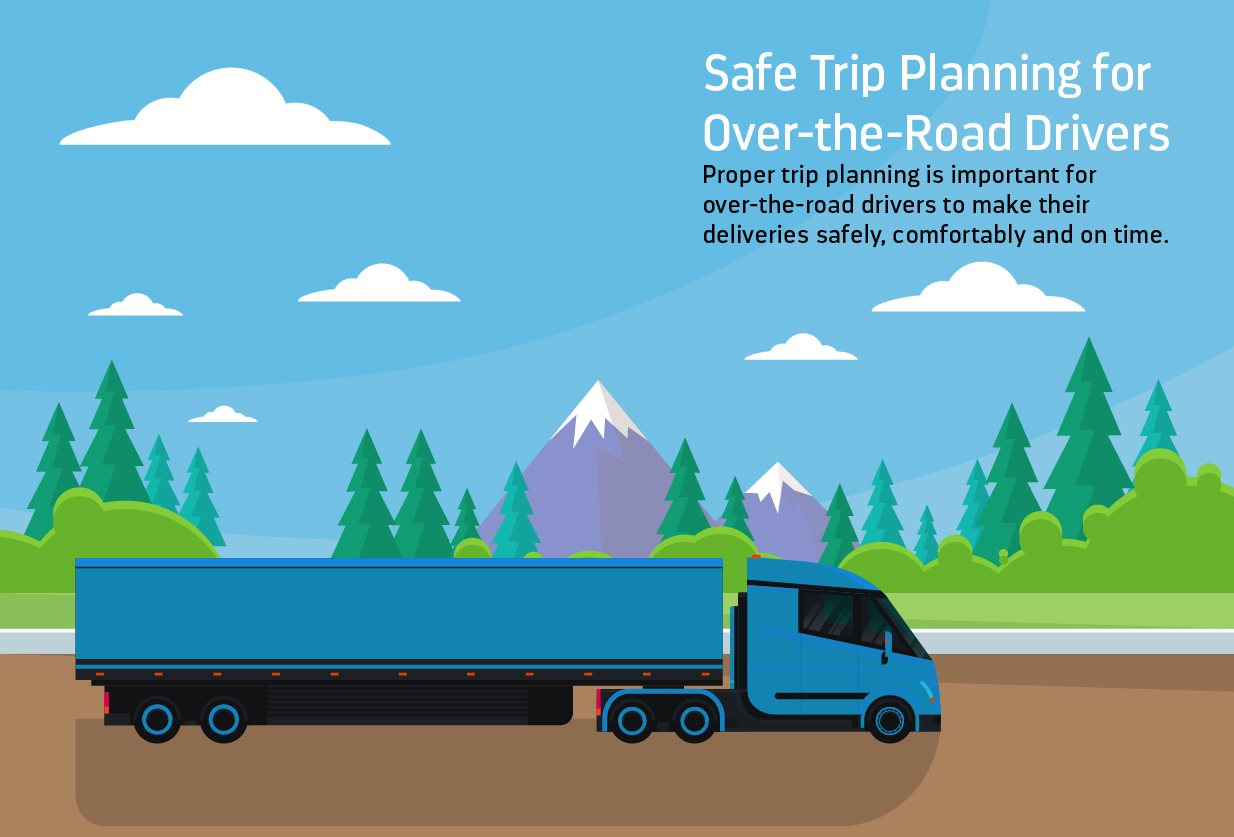 Safe Trip Planning for
Over-the-Road Drivers
Proper trip planning is important for
over-the-road drivers to make their
deliveries safely, comfortably and on time.